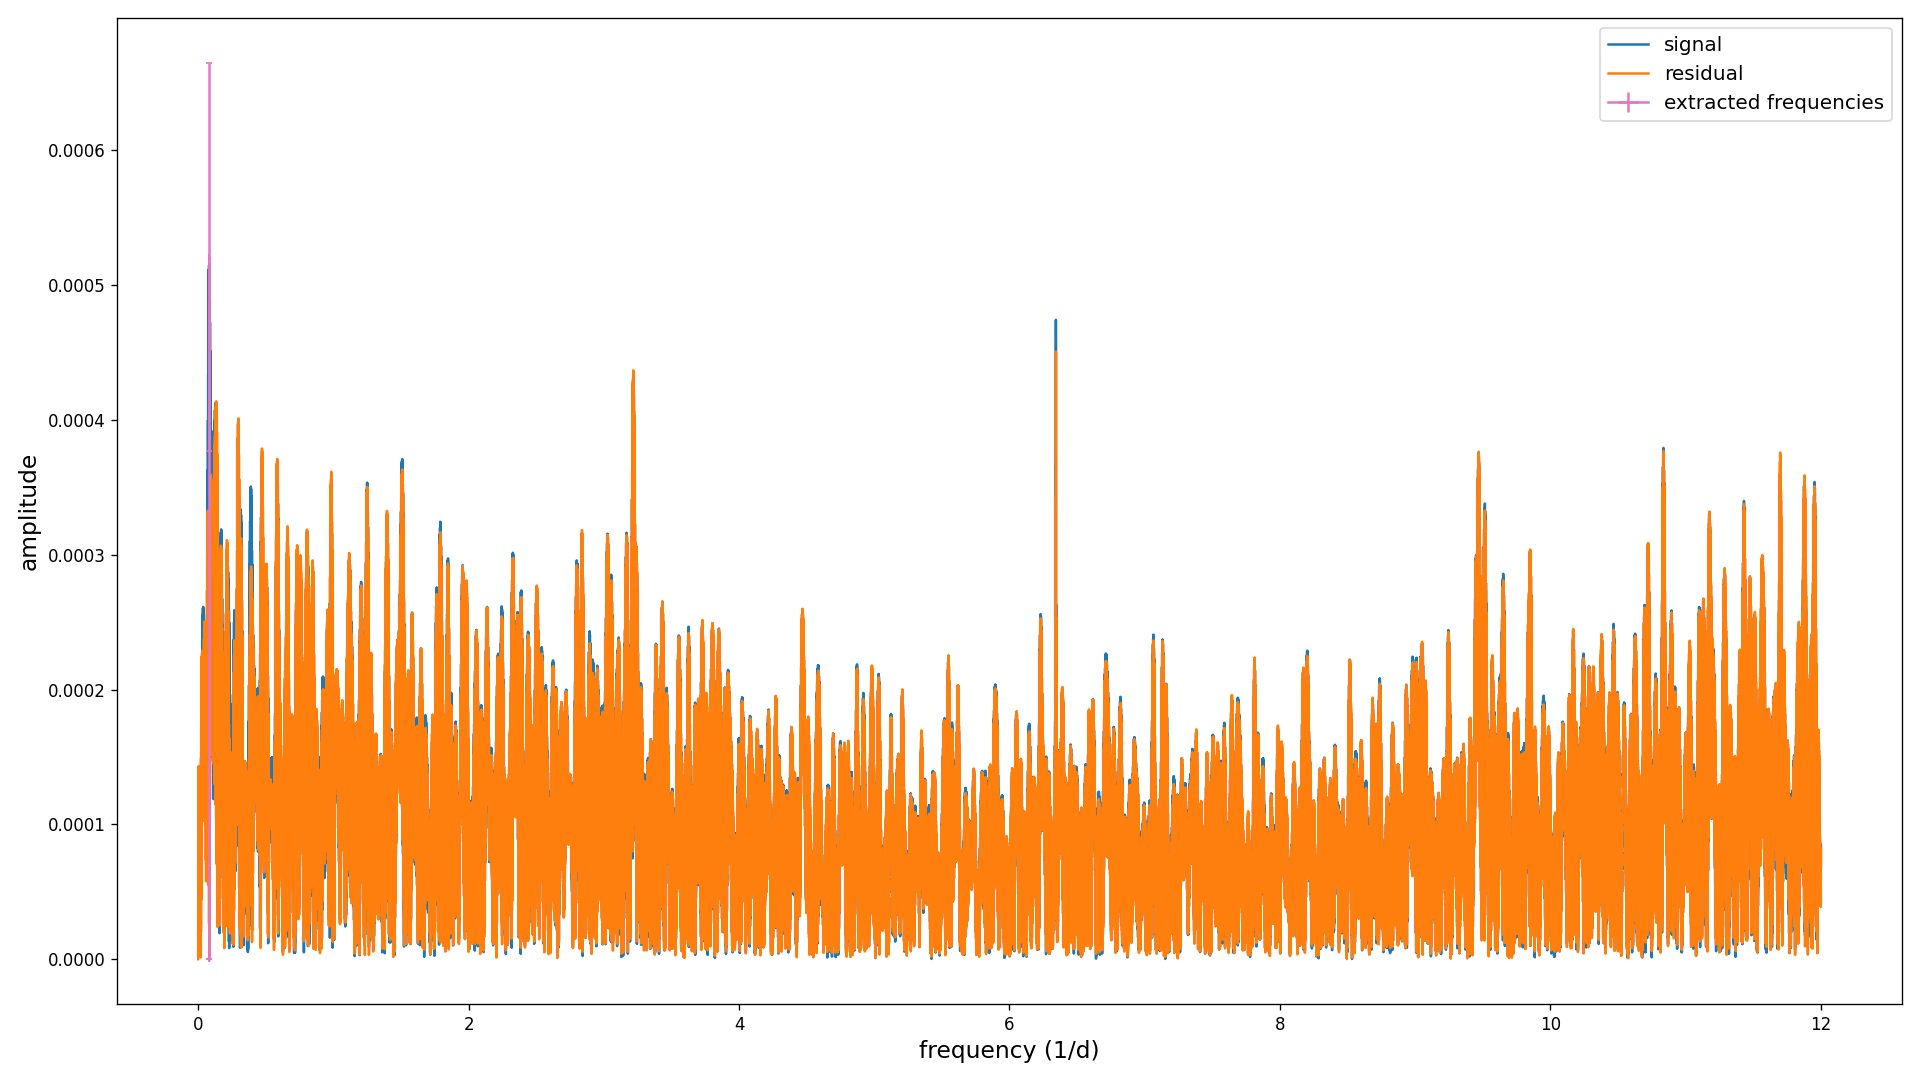 signal
residual
extracted frequencies
amplitude
0.0006
0.0005
0.0004
0.0003
0.0002
0.0001
0.0000
0 2 4 6 8 10 12
frequency (1/d)